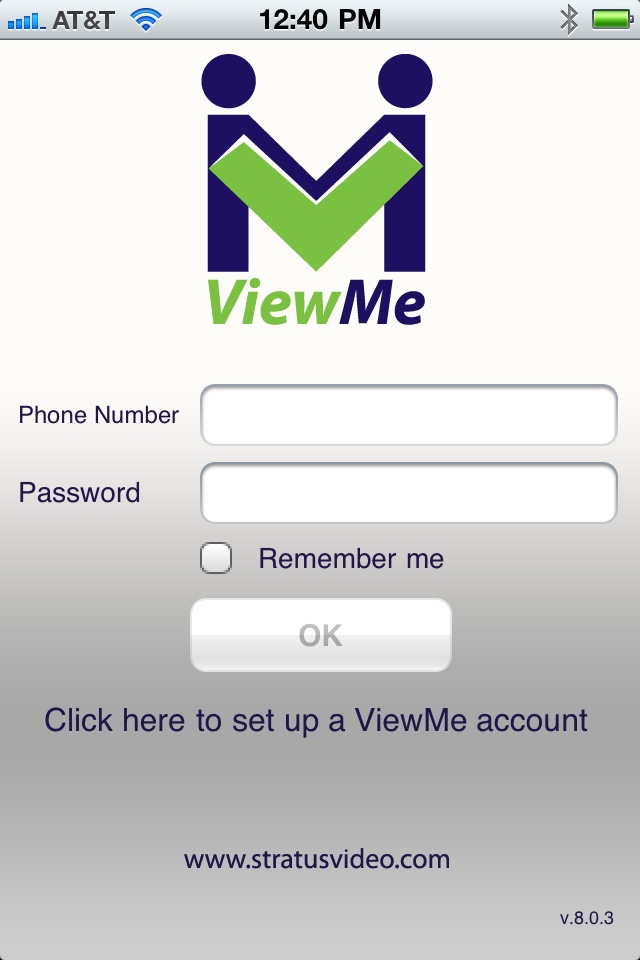 AT&T 12:40 PM
ViewMe
Phone Number
Password
Remember me
OK
Click here to set up a ViewMe account
www.stratusvideo.com
v.8.0.3